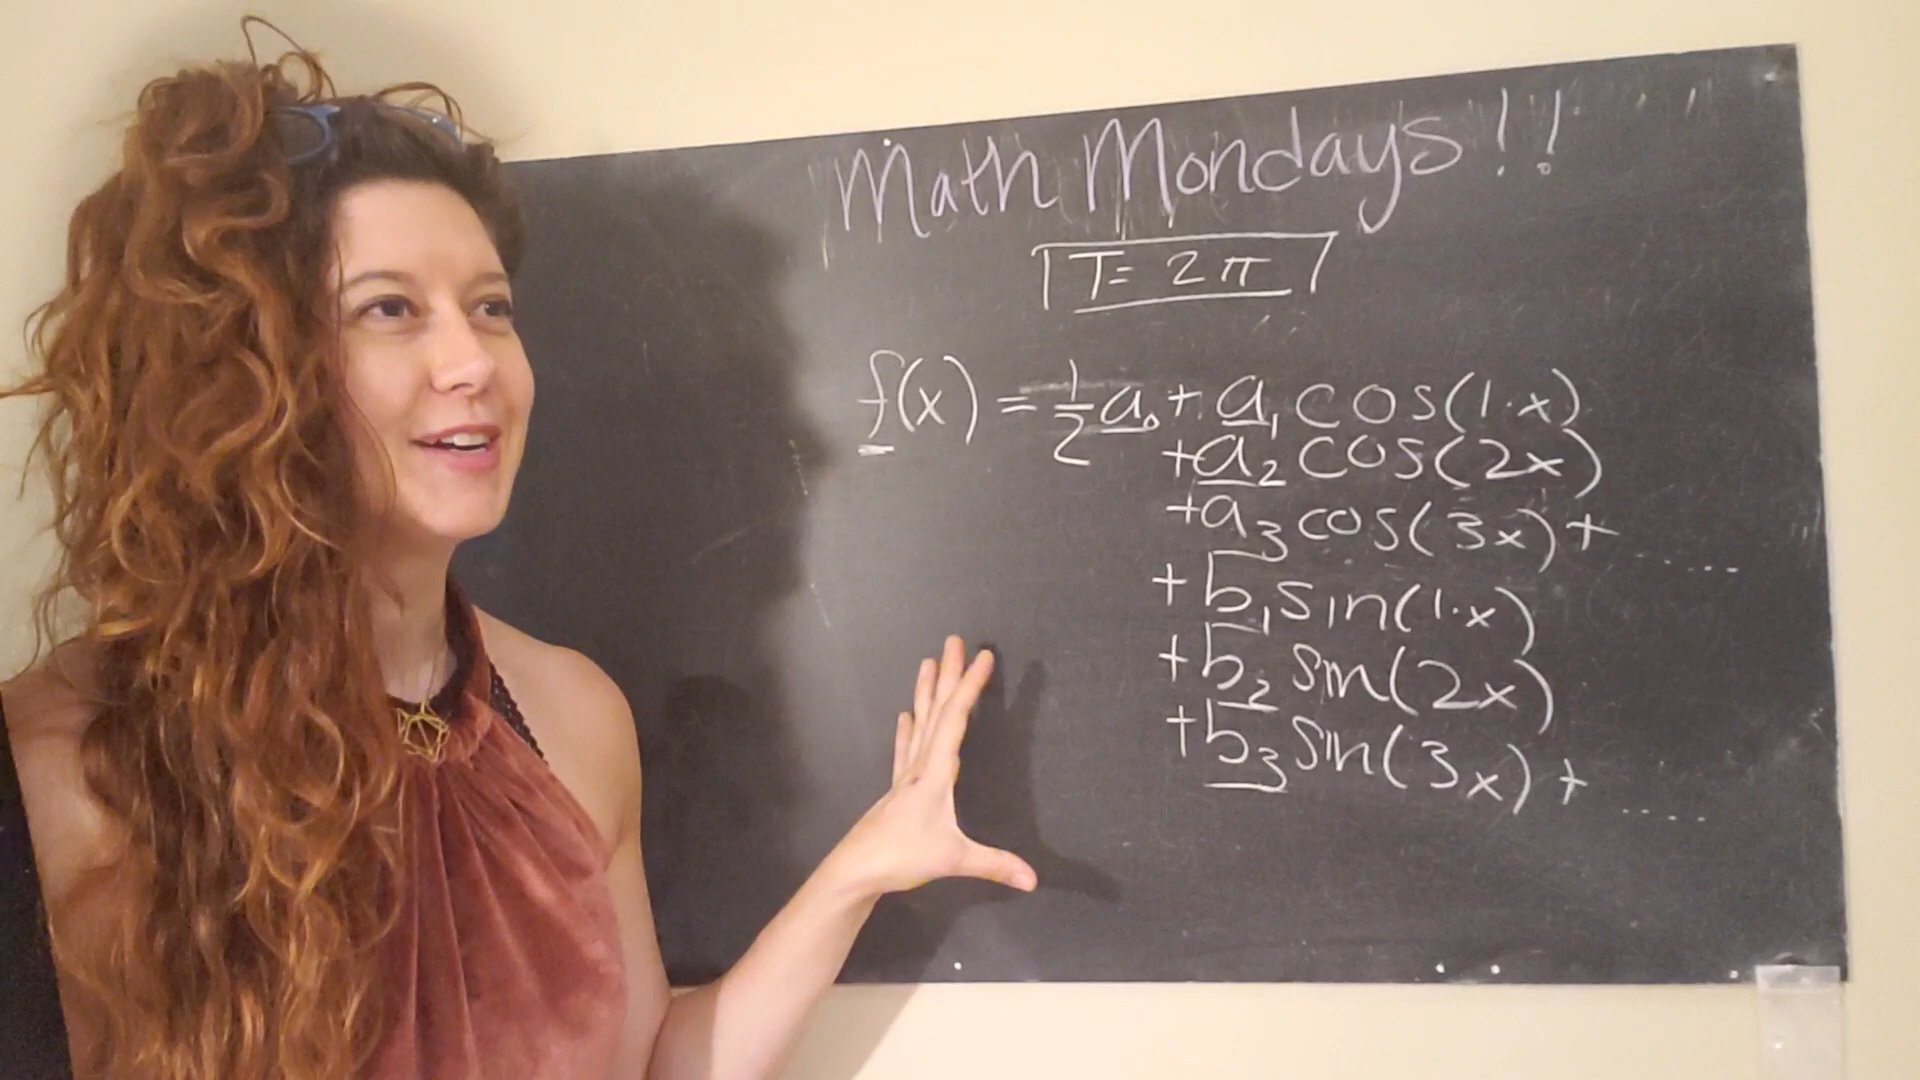 Math Mondays!!
T = 2π
f(x) = 1/2 a₀ + a₁ cos(1·x)
+ a₂ cos(2x)
+ a₃ cos(3x) + ....
+ b₁ sin(1·x)
+ b₂ sin(2x)
+ b₃ sin(3x) + .....